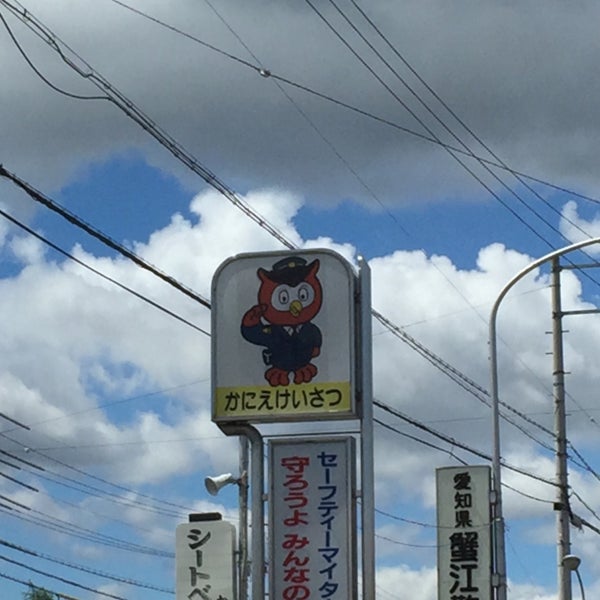 かにえけいさつ
セーフティーマイタ
守ろうよ みんなの
シートベ
愛知県 蟹江